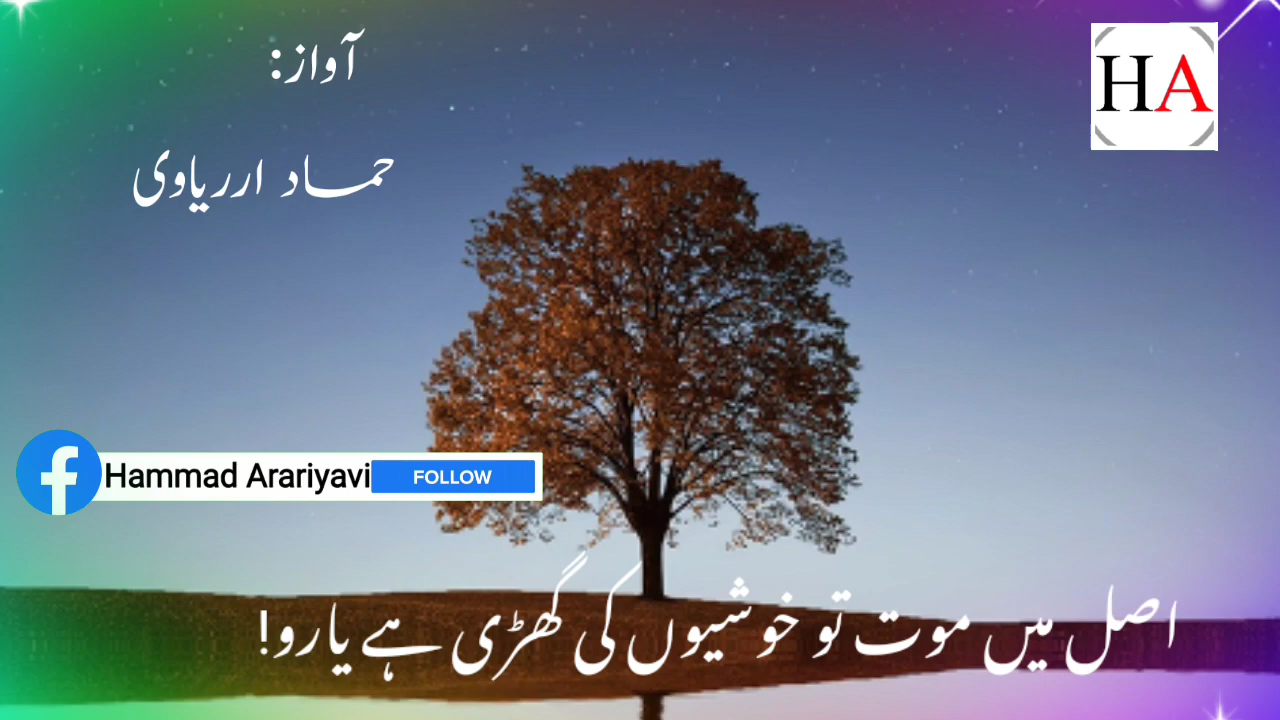 آواز:
HA
حماد ارریاوی
Hammad Arariyavi FOLLOW
اصل میں موت تو خوشیوں کی گھڑی ہے یارو!